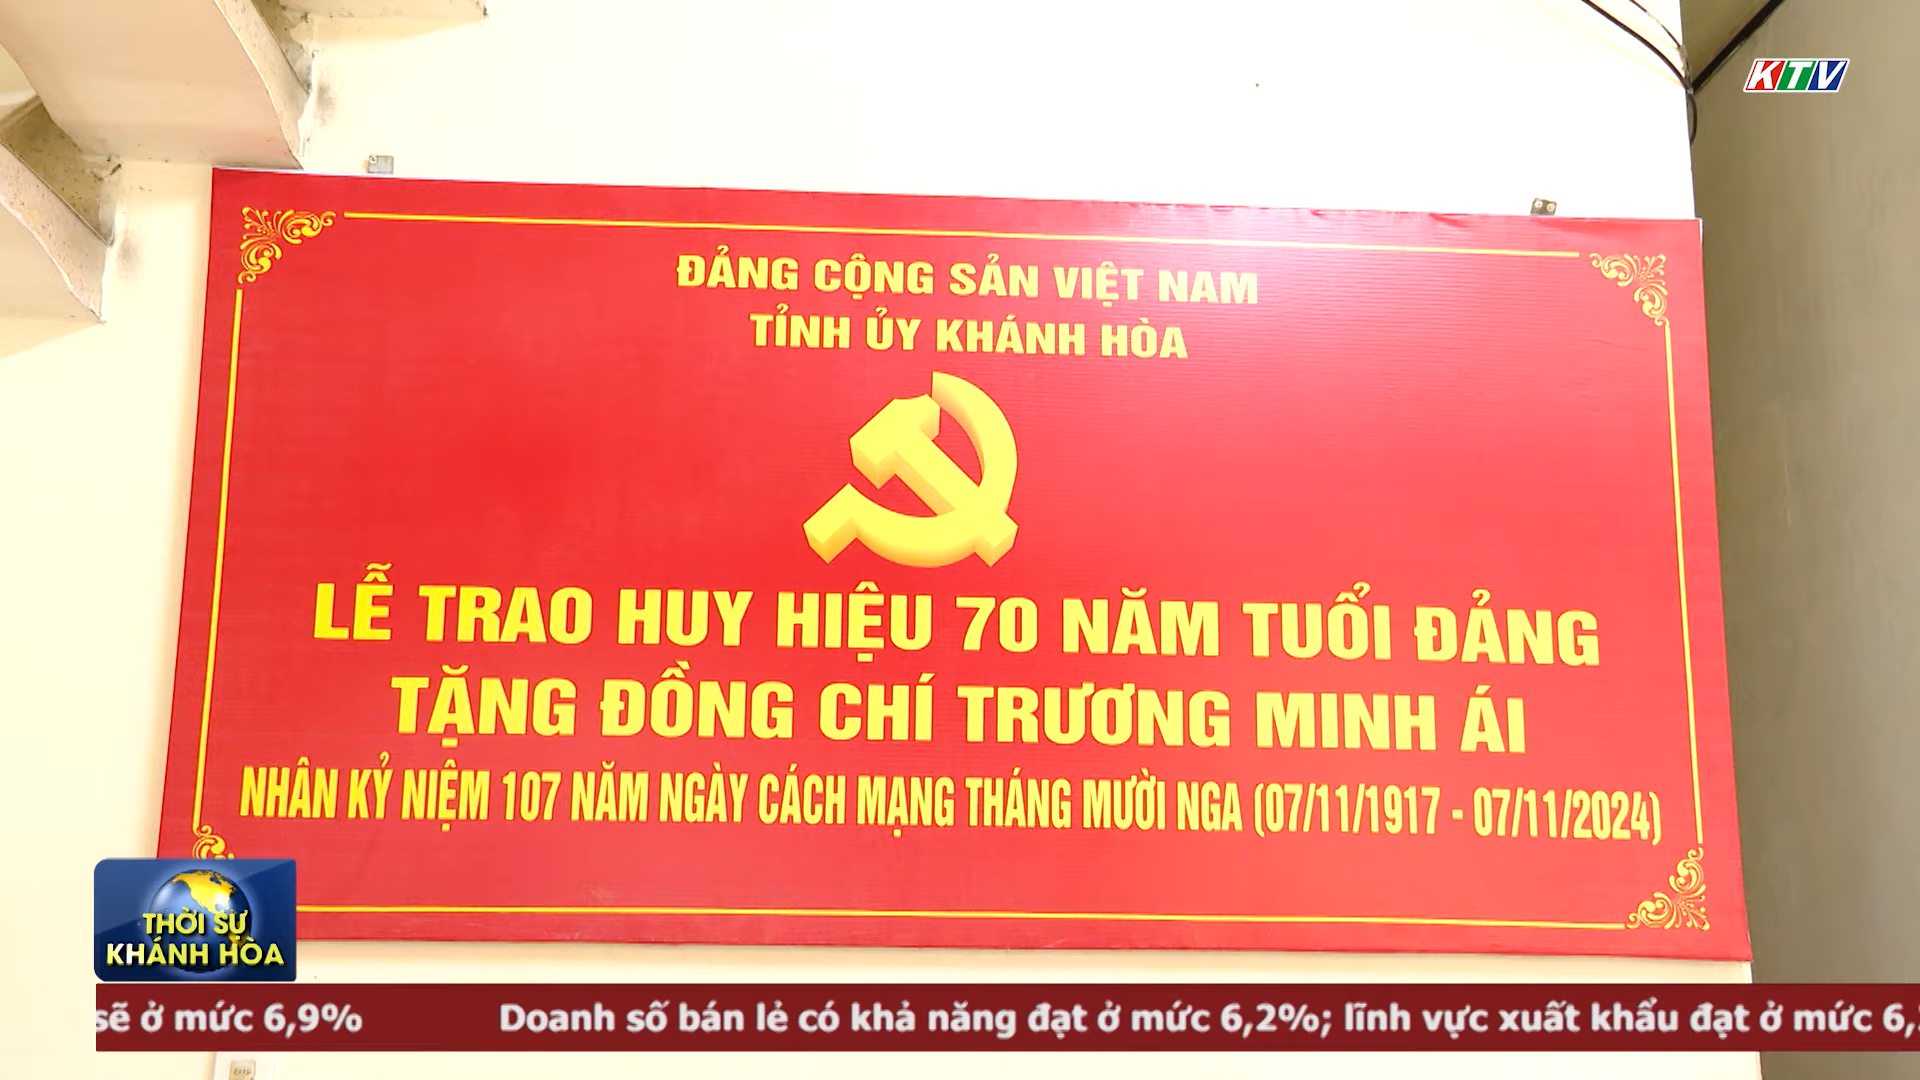 KTV
ĐẢNG CỘNG SẢN VIỆT NAM
TỈNH ỦY KHÁNH HÒA
LỄ TRAO HUY HIỆU 70 NĂM TUỔI ĐẢNG
TẶNG ĐỒNG CHÍ TRƯƠNG MINH ÁI
NHÂN KỶ NIỆM 107 NĂM NGÀY CÁCH MẠNG THÁNG MƯỜI NGA (07/11/1917 - 07/11/2024)
THỜI SỰ
KHÁNH HÒA
sẽ ở mức 6,9% Doanh số bán lẻ có khả năng đạt ở mức 6,2%; lĩnh vực xuất khẩu đạt ở mức 6,